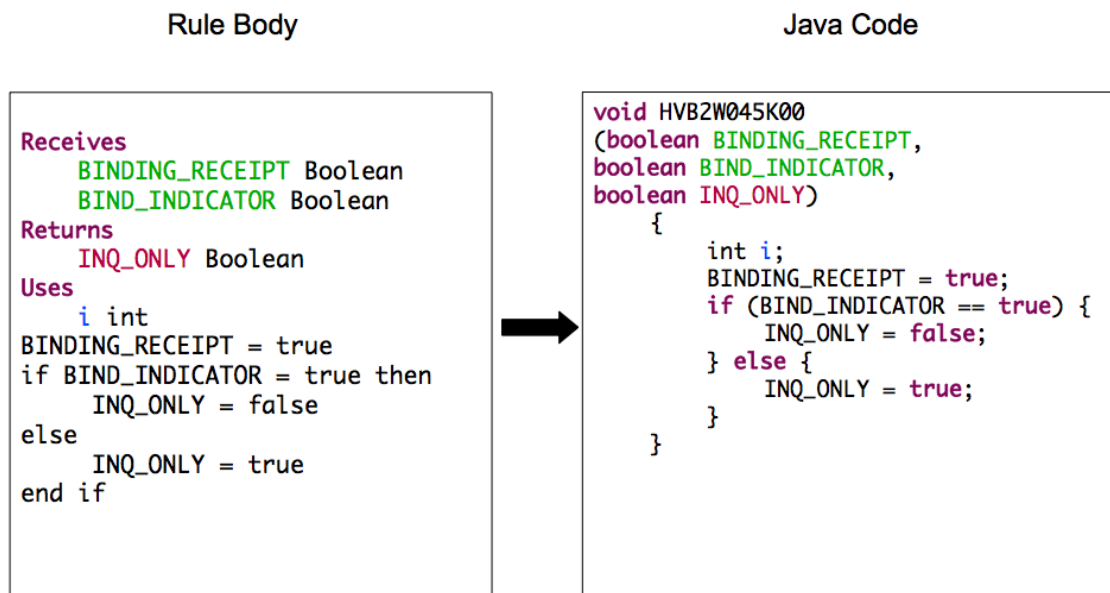 Rule Body
Java Code
Receives
BINDING_RECEIPT Boolean
BIND_INDICATOR Boolean
Returns
INQ_ONLY Boolean
Uses
i int
BINDING_RECEIPT = true
if BIND_INDICATOR = true then
INQ_ONLY = false
else
INQ_ONLY = true
end if
void HVB2W045K00
(boolean BINDING_RECEIPT,
boolean BIND_INDICATOR,
boolean INQ_ONLY)
{
int i;
BINDING_RECEIPT = true;
if (BIND_INDICATOR == true) {
INQ_ONLY = false;
} else {
INQ_ONLY = true;
}
}